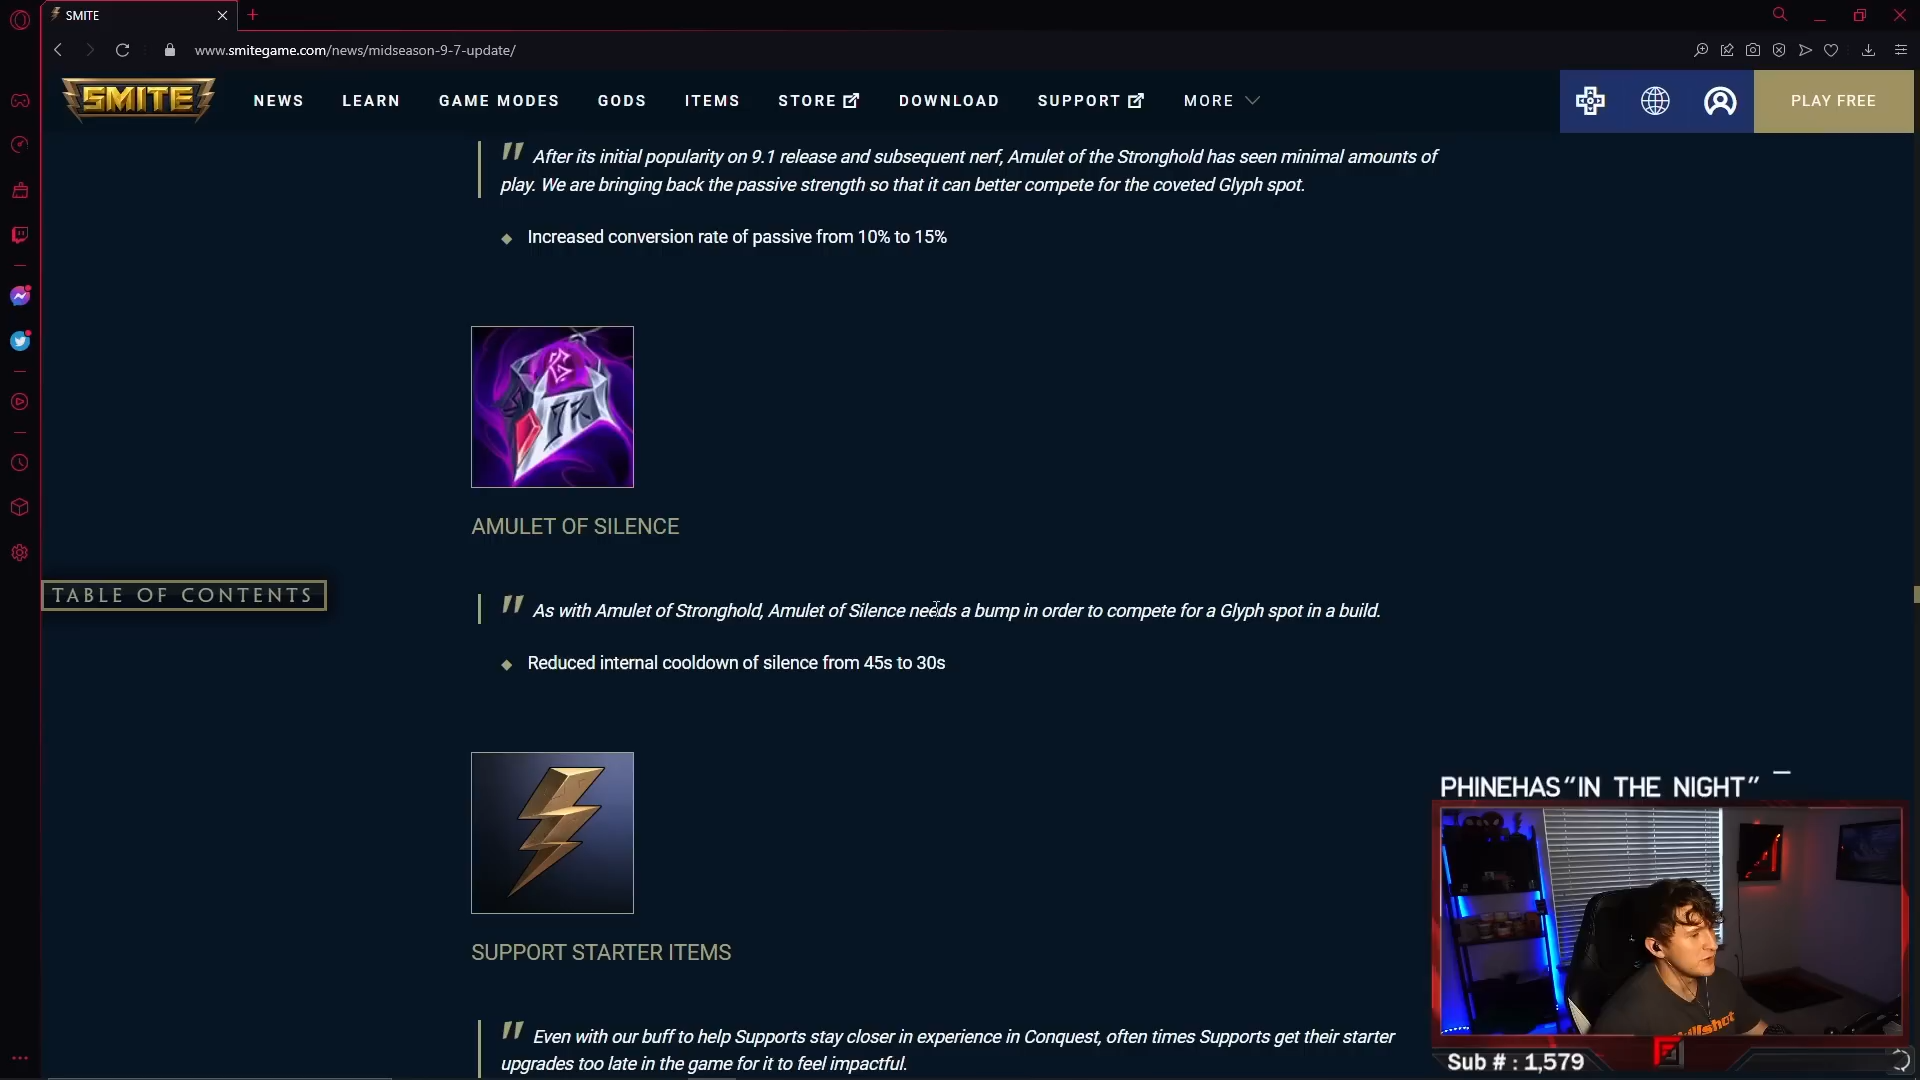 SMITE
www.smitegame.com/news/midseason-9-7-update/
SMITE
NEWS
LEARN
GAME MODES
GODS
ITEMS
STORE
DOWNLOAD
SUPPORT
MORE
PLAY FREE
" After its initial popularity on 9.1 release and subsequent nerf, Amulet of the Stronghold has seen minimal amounts of
play. We are bringing back the passive strength so that it can better compete for the coveted Glyph spot.
Increased conversion rate of passive from 10% to 15%
AMULET OF SILENCE
TABLE OF CONTENTS
" As with Amulet of Stronghold, Amulet of Silence needs a bump in order to compete for a Glyph spot in a build.
Reduced internal cooldown of silence from 45s to 30s
SUPPORT STARTER ITEMS
" Even with our buff to help Supports stay closer in experience in Conquest, often times Supports get their starter
upgrades too late in the game for it to feel impactful.
PHINEHAS"IN THE NIGHT"
Sub # : 1,579